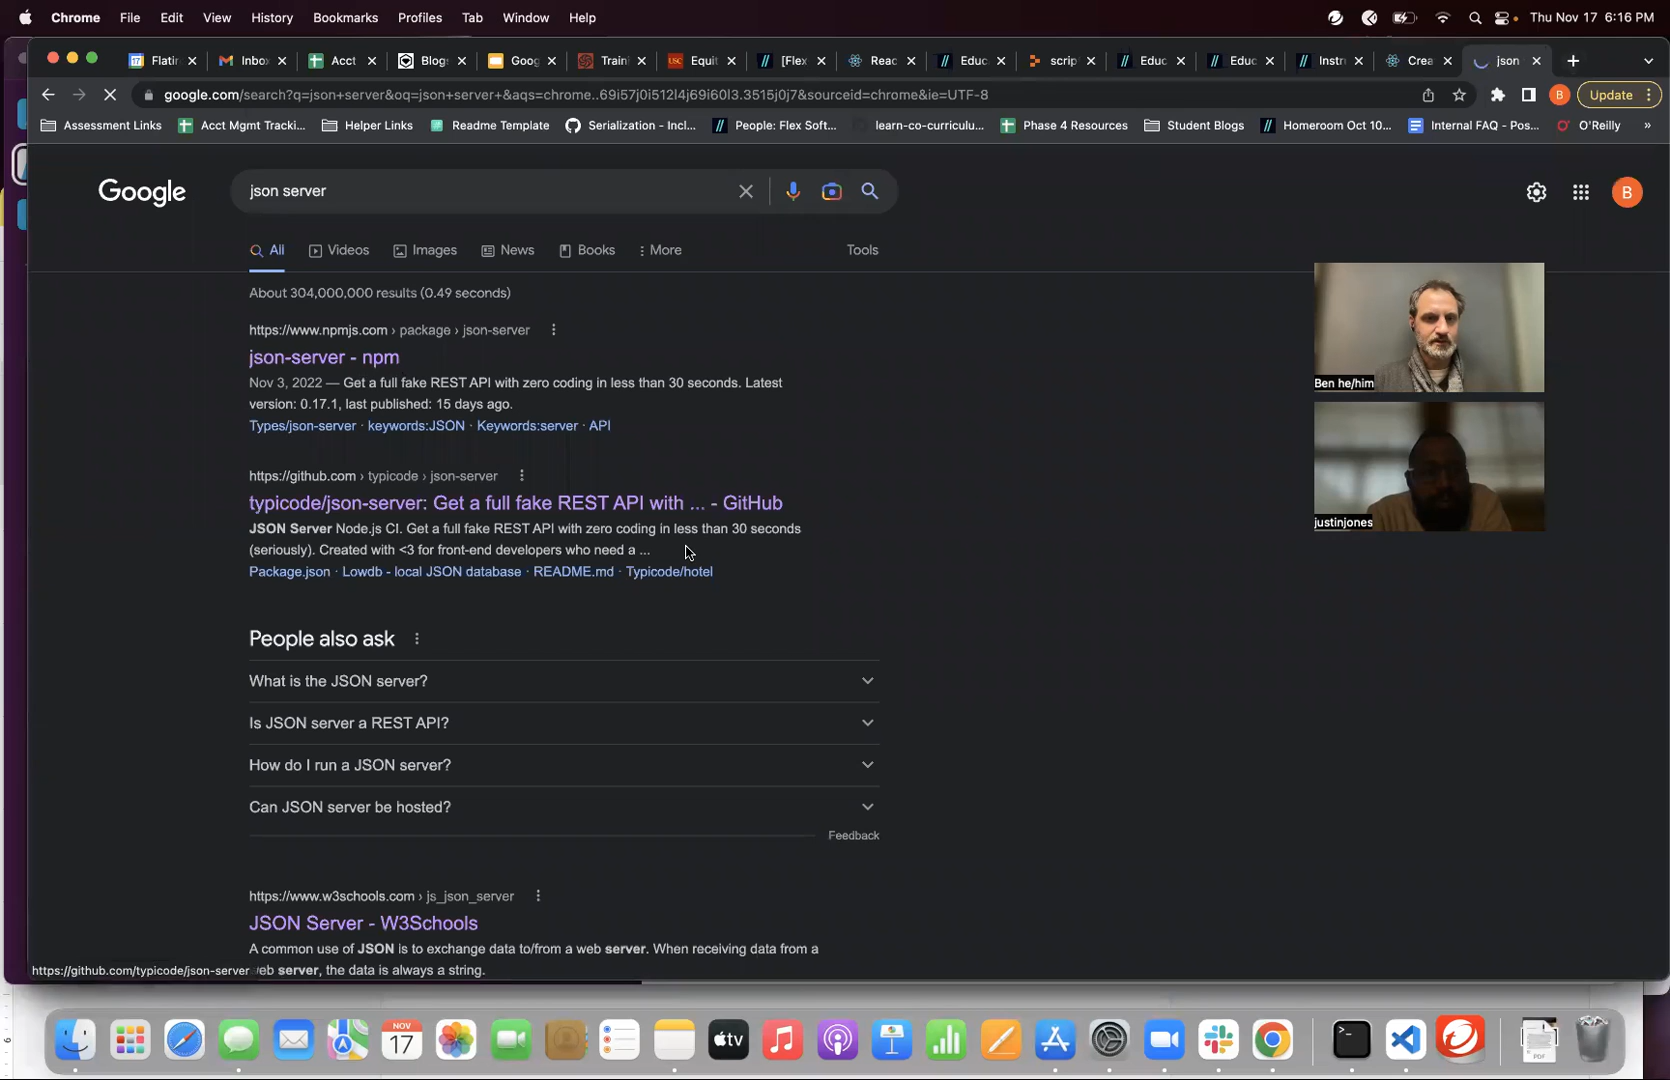 Chrome File Edit View History Bookmarks Profiles Tab Window Help Thu Nov 17 6:16 PM
Flatir Inbox Acct Blog Goog Train Equit [Flex Reac Educ script Educ Educ Instru Creat json
google.com/search?q=json+server&oq=json+server+&aqs=chrome..69i57j0i512l4j69i60l3.3515j0j7&sourceid=chrome&ie=UTF-8 B Update
Assessment Links Acct Mgmt Tracki... Helper Links Readme Template Serialization - Incl... People: Flex Soft... learn-co-curriculu... Phase 4 Resources Student Blogs Homeroom Oct 10... Internal FAQ - Pos... O'Reilly »
Google json server B
All Videos Images News Books More Tools
About 304,000,000 results (0.49 seconds)
https://www.npmjs.com › package › json-server
json-server - npm
Nov 3, 2022 — Get a full fake REST API with zero coding in less than 30 seconds. Latest
version: 0.17.1, last published: 15 days ago.
Types/json-server · keywords:JSON · Keywords:server · API
Ben he/him
https://github.com › typicode › json-server
typicode/json-server: Get a full fake REST API with ... - GitHub
JSON Server Node.js CI. Get a full fake REST API with zero coding in less than 30 seconds
(seriously). Created with <3 for front-end developers who need a ...
Package.json · Lowdb - local JSON database · README.md · Typicode/hotel
justinjones
People also ask
What is the JSON server?
Is JSON server a REST API?
How do I run a JSON server?
Can JSON server be hosted?
Feedback
https://www.w3schools.com › js_json_server
JSON Server - W3Schools
A common use of JSON is to exchange data to/from a web server. When receiving data from a
eb server, the data is always a string.
https://github.com/typicode/json-server
NOV
17
tv
PDF